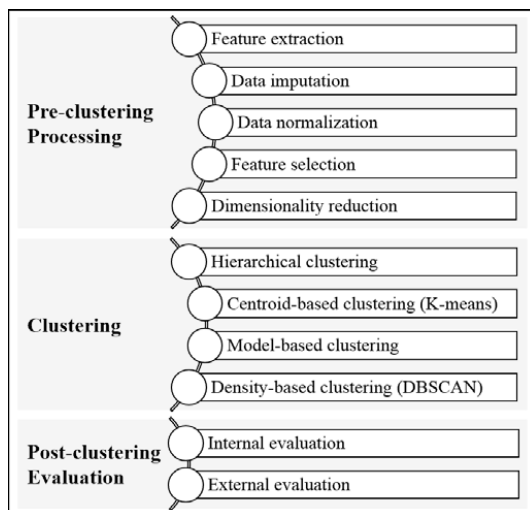 Pre-clustering
Processing
Feature extraction
Data imputation
Data normalization
Feature selection
Dimensionality reduction
Clustering
Hierarchical clustering
Centroid-based clustering (K-means)
Model-based clustering
Density-based clustering (DBSCAN)
Post-clustering
Evaluation
Internal evaluation
External evaluation